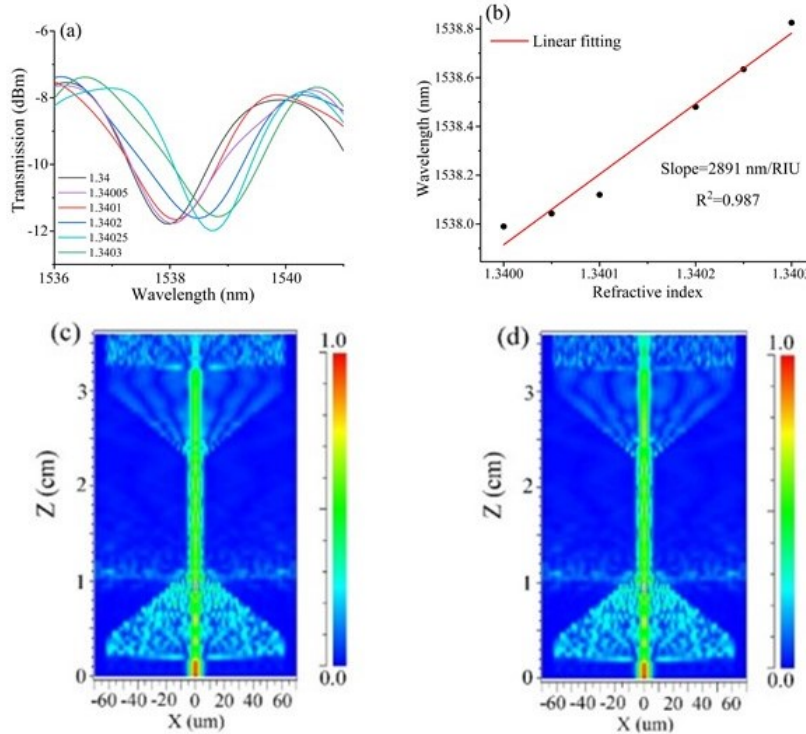 (a)
-6
-8
-10
-12
Transmission (dBm)
1.34
1.34005
1.3401
1.3402
1.34025
1.3403
1536
1538
1540
Wavelength (nm)
(b)
1538.8
1538.6
1538.4
1538.2
1538.0
Wavelength (nm)
Linear fitting
Slope=2891 nm/RIU
R²=0.987
1.3400
1.3401
1.3402
Refractive index
(c)
3
2
1
0
Z (cm)
-60 -40 -20 0 20 40 60
X (um)
1.0
0.0
(d)
3
2
1
0
Z (cm)
-60 -40 -20 0 20 40 60
X (um)
1.0
0.0